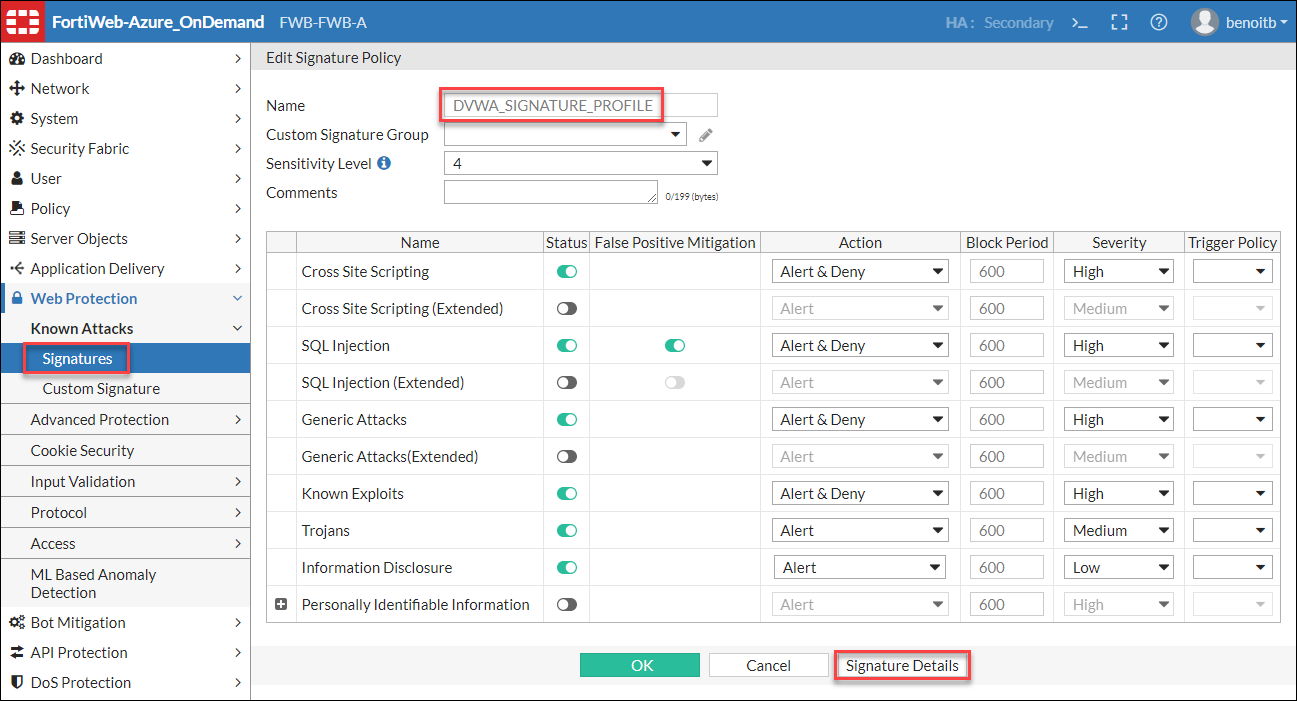 FortiWeb-Azure_OnDemand FWB-FWB-A HA: Secondary >_ benoitb
Dashboard
Network
System
Security Fabric
User
Policy
Server Objects
Application Delivery
Web Protection
Known Attacks
Signatures
Custom Signature
Advanced Protection
Cookie Security
Input Validation
Protocol
Access
ML Based Anomaly
Detection
Bot Mitigation
API Protection
DoS Protection
Edit Signature Policy
Name DVWA_SIGNATURE_PROFILE
Custom Signature Group
Sensitivity Level 4
Comments 0/199 (bytes)
Name Status False Positive Mitigation Action Block Period Severity Trigger Policy
Cross Site Scripting Alert & Deny 600 High
Cross Site Scripting (Extended) Alert 600 Medium
SQL Injection Alert & Deny 600 High
SQL Injection (Extended) Alert 600 Medium
Generic Attacks Alert & Deny 600 High
Generic Attacks(Extended) Alert 600 Medium
Known Exploits Alert & Deny 600 High
Trojans Alert 600 Medium
Information Disclosure Alert 600 Low
Personally Identifiable Information Alert 600 High
OK Cancel Signature Details